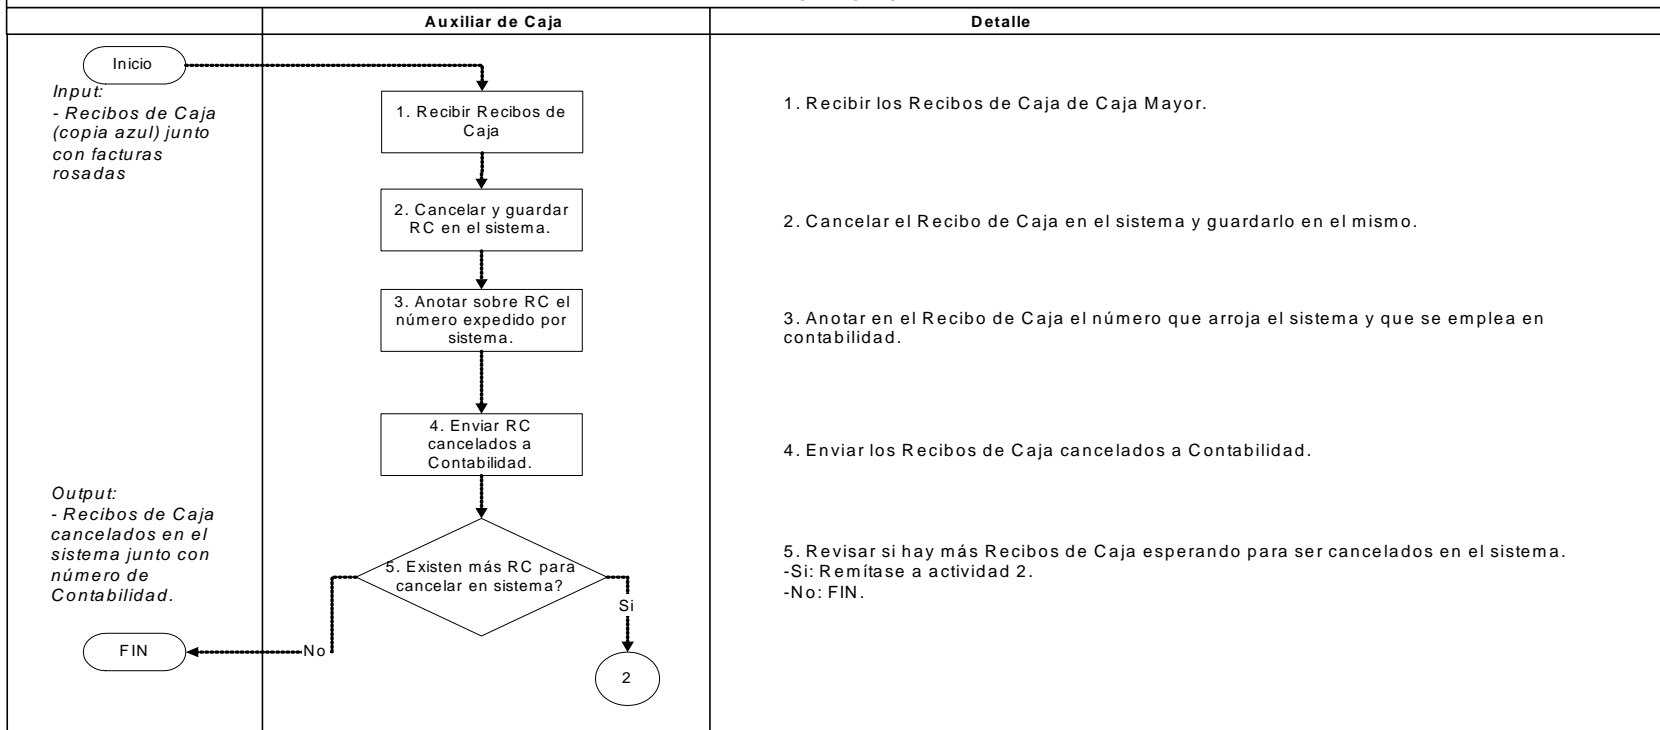 Auxiliar de Caja
Detalle
Inicio
Input:
- Recibos de Caja
(copia azul) junto
con facturas
rosadas
1. Recibir Recibos de
Caja
1. Recibir los Recibos de Caja de Caja Mayor.
2. Cancelar y guardar
RC en el sistema.
2. Cancelar el Recibo de Caja en el sistema y guardarlo en el mismo.
3. Anotar sobre RC el
número expedido por
sistema.
3. Anotar en el Recibo de Caja el número que arroja el sistema y que se emplea en
contabilidad.
4. Enviar RC
cancelados a
Contabilidad.
4. Enviar los Recibos de Caja cancelados a Contabilidad.
Output:
- Recibos de Caja
cancelados en el
sistema junto con
número de
Contabilidad.
5. Existen más RC para
cancelar en sistema?
5. Revisar si hay más Recibos de Caja esperando para ser cancelados en el sistema.
-Si: Remítase a actividad 2.
-No: FIN.
Si
No
FIN
2